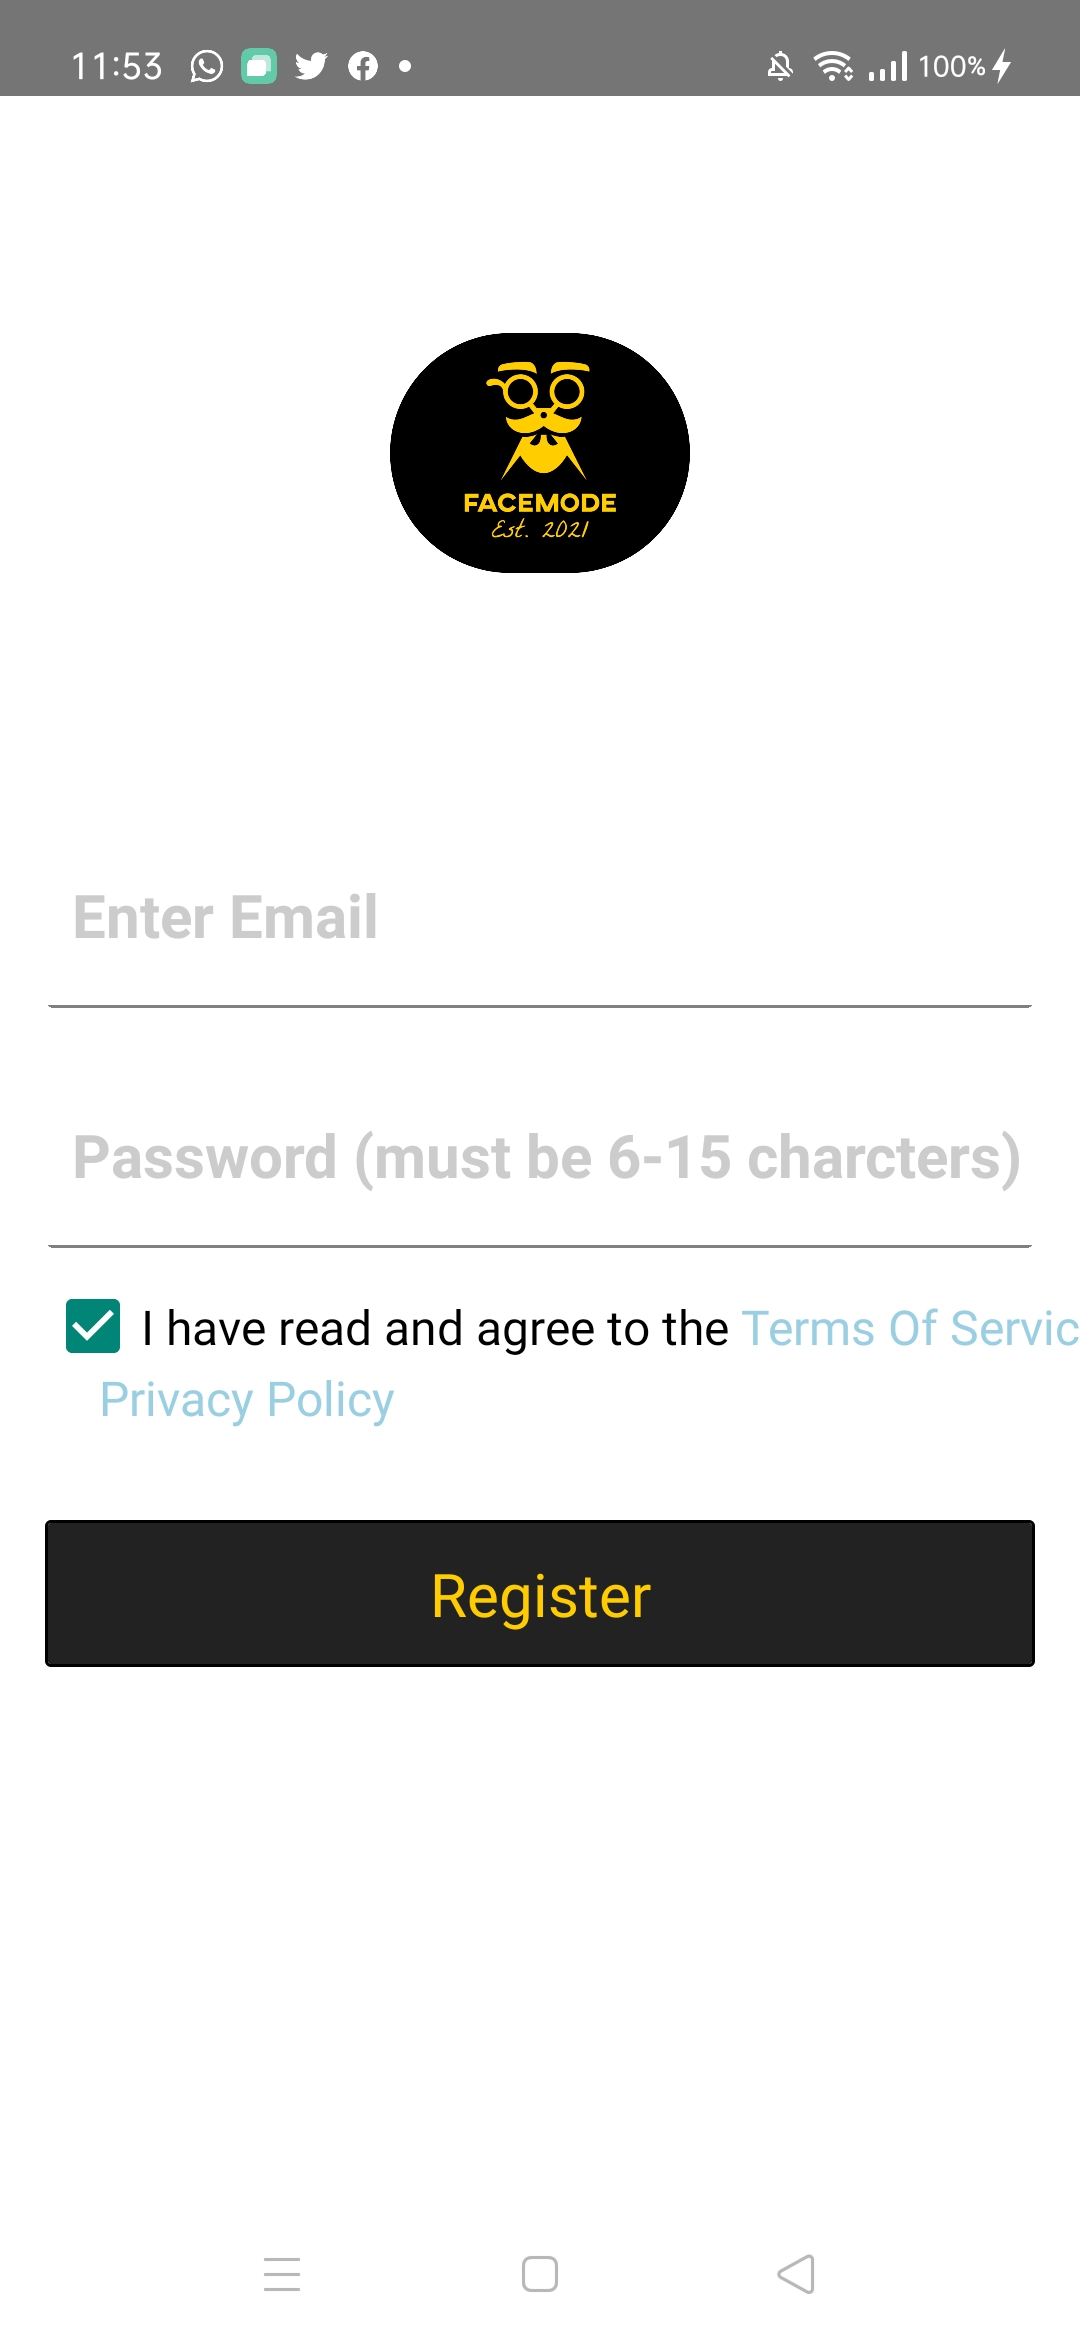 11:53
100%
FACEMODE
Est. 2021
Enter Email
Password (must be 6-15 charcters)
I have read and agree to the Terms Of Servic
Privacy Policy
Register